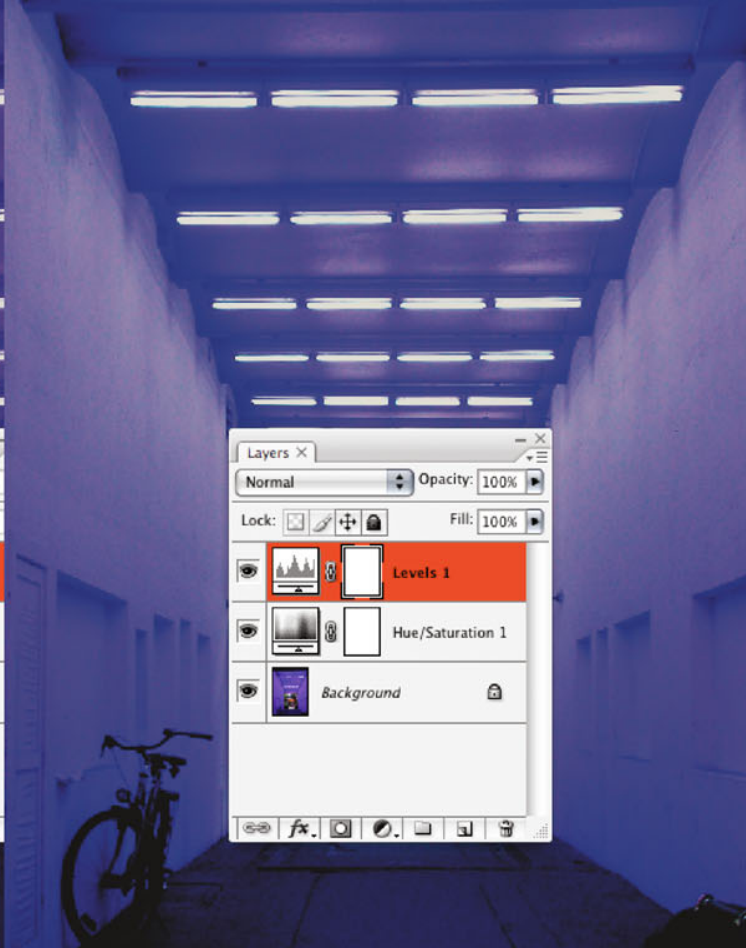 Layers
Normal Opacity: 100%
Lock: Fill: 100%
Levels 1
Hue/Saturation 1
Background
fx